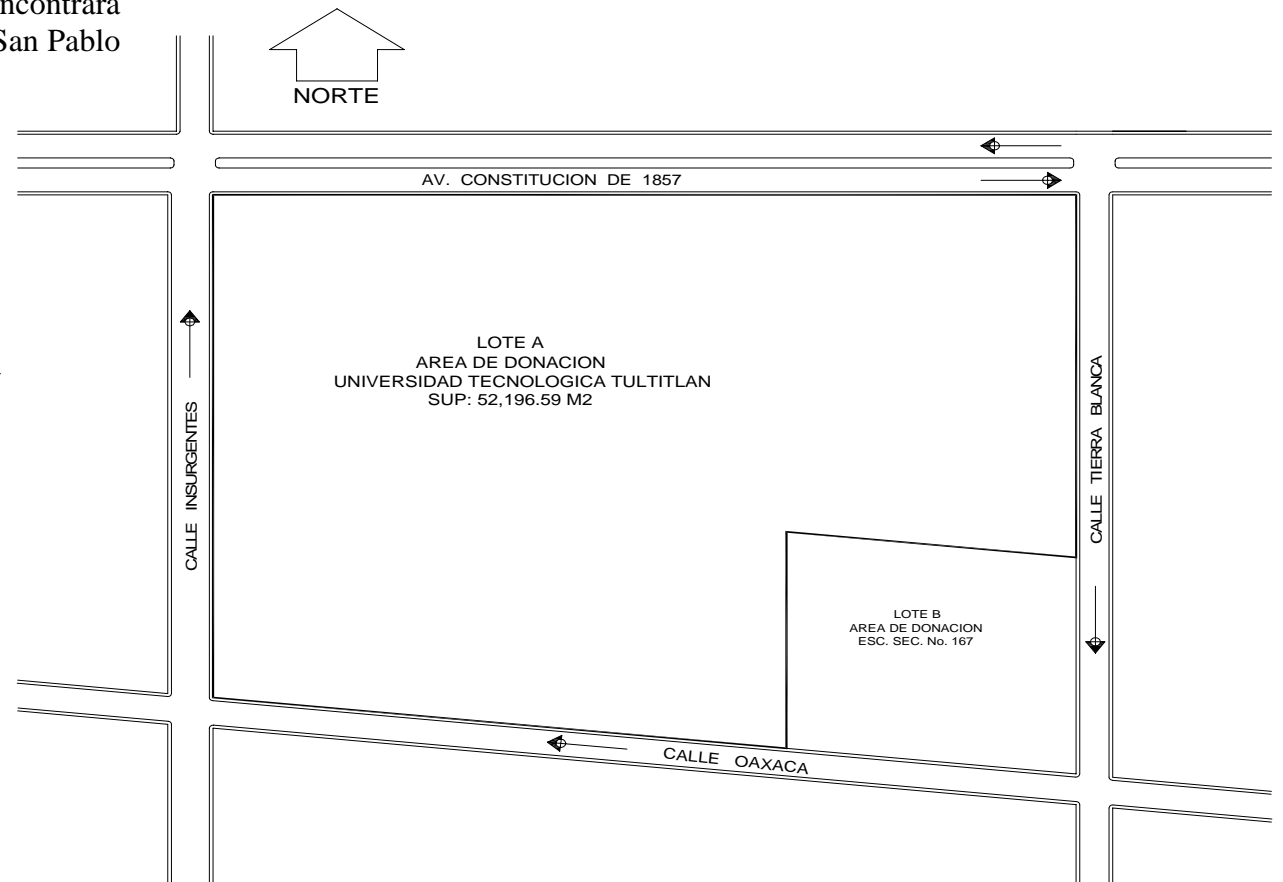 encontrará
San Pablo
NORTE
AV. CONSTITUCION DE 1857
LOTE A
AREA DE DONACION
UNIVERSIDAD TECNOLOGICA TULTITLAN
SUP: 52,196.59 M2
CALLE INSURGENTES
CALLE TIERRA BLANCA
LOTE B
AREA DE DONACION
ESC. SEC. No. 167
CALLE OAXACA